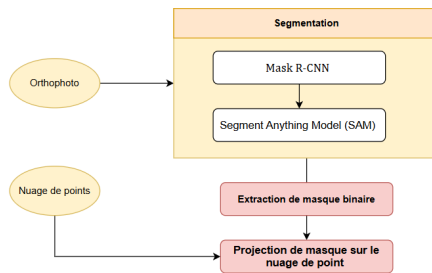 Segmentation
Orthophoto
Mask R-CNN
Segment Anything Model (SAM)
Nuage de points
Extraction de masque binaire
Projection de masque sur le
nuage de point